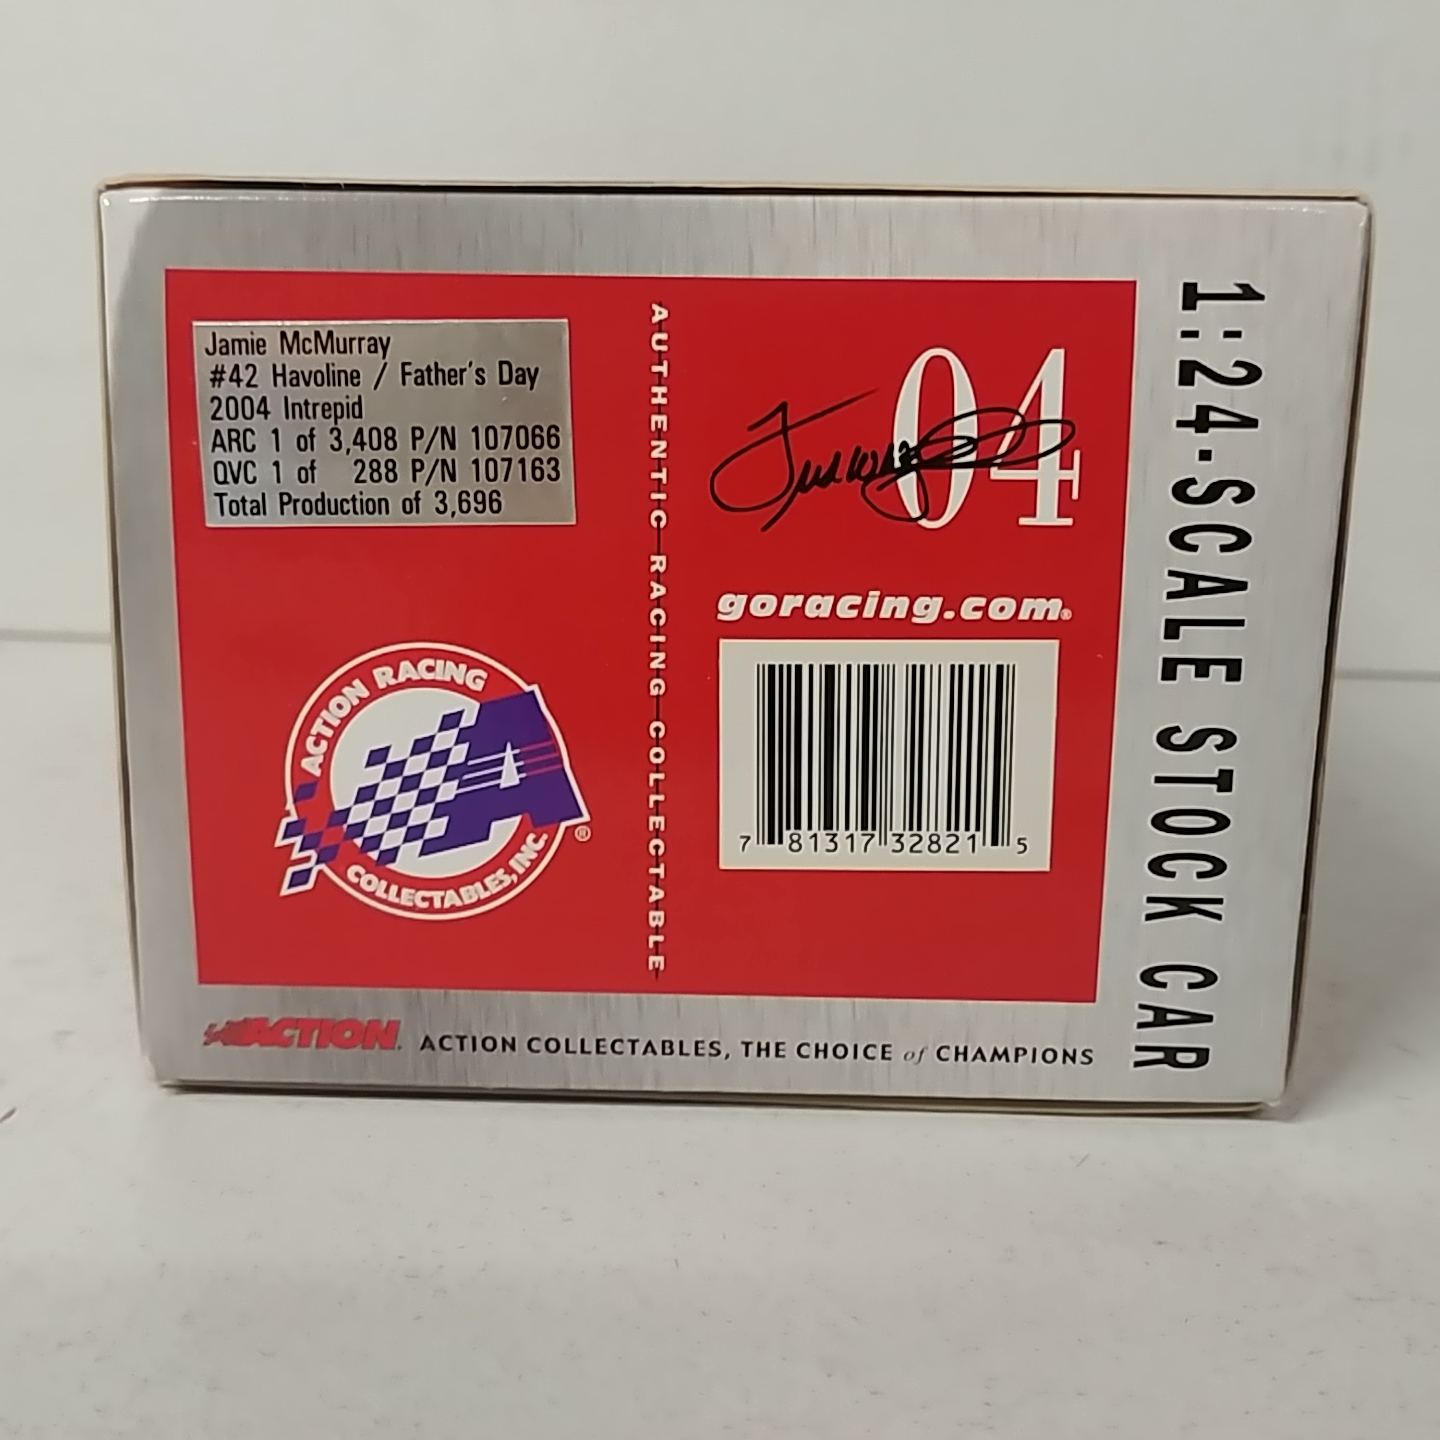 Jamie McMurray
#42 Havoline / Father's Day
2004 Intrepid
ARC 1 of 3,408 P/N 107066
QVC 1 of 288 P/N 107163
Total Production of 3,696
ACTION RACING
COLLECTABLES, INC.
®
AUTHENTIC RACING COLLECTABLE
04
goracing.com®
7 81317 32821 5
1:24-SCALE STOCK CAR
ACTION. ACTION COLLECTABLES, THE CHOICE of CHAMPIONS